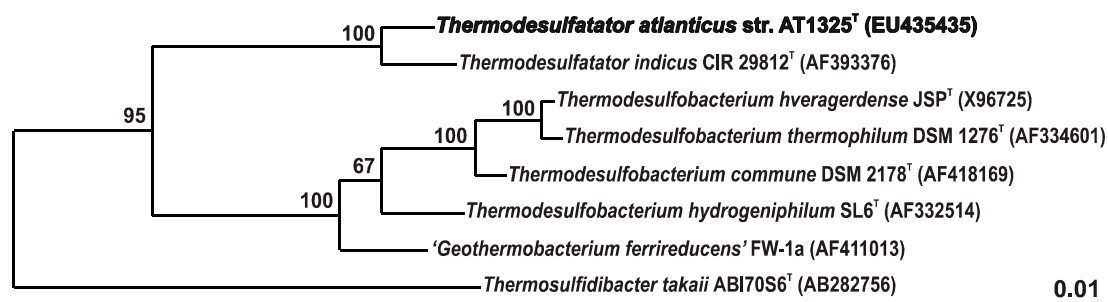 Thermodesulfatator atlanticus str. AT1325ᵀ (EU435435)
100
Thermodesulfatator indicus CIR 29812ᵀ (AF393376)
Thermodesulfobacterium hveragerdense JSPᵀ (X96725)
100
95
100
Thermodesulfobacterium thermophilum DSM 1276ᵀ (AF334601)
67
Thermodesulfobacterium commune DSM 2178ᵀ (AF418169)
100
Thermodesulfobacterium hydrogeniphilum SL6ᵀ (AF332514)
'Geothermobacterium ferrireducens' FW-1a (AF411013)
Thermosulfidibacter takaii ABI70S6ᵀ (AB282756)
0.01